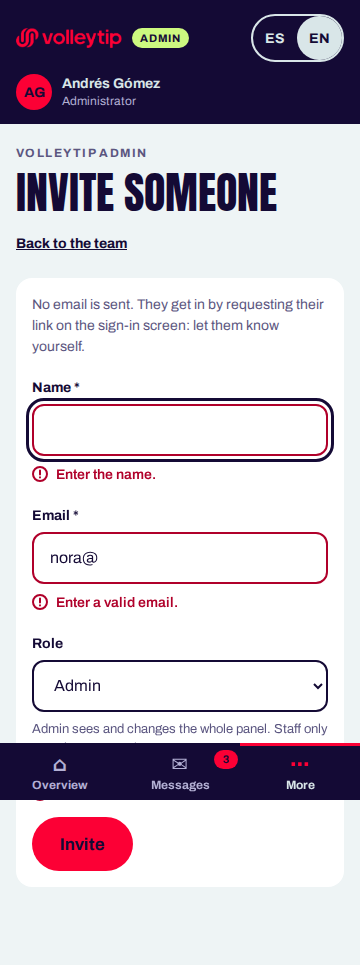 volleytip ADMIN ES EN
AG Andrés Gómez
Administrator
VOLLEYTIP ADMIN
INVITE SOMEONE
Back to the team
No email is sent. They get in by requesting their
link on the sign-in screen: let them know
yourself.
Name *
Enter the name.
Email *
nora@
Enter a valid email.
Role
Admin
Admin sees and changes the whole panel. Staff only
3
Overview Messages More
Invite